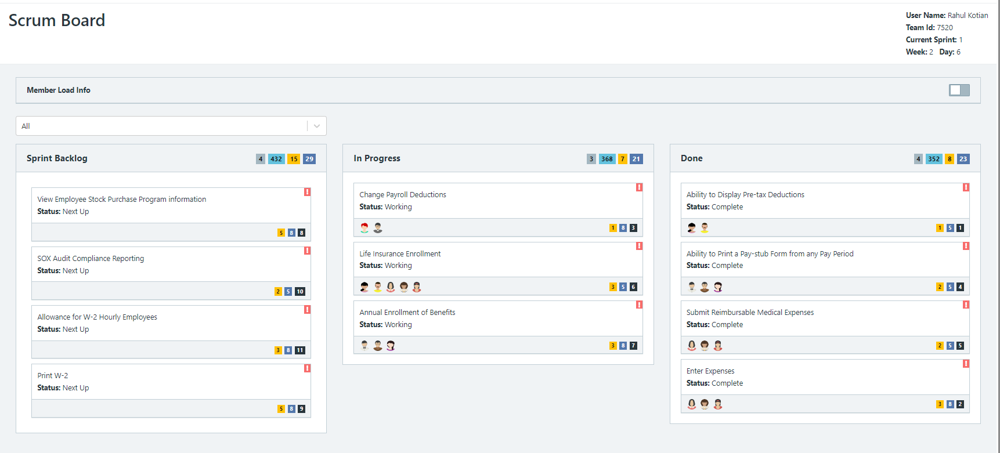 Scrum Board
User Name: Rahul Kotian
Team Id: 7520
Current Sprint: 1
Week: 2 Day: 6
Member Load Info
All
Sprint Backlog 4 432 15 29
!
View Employee Stock Purchase Program information
Status: Next Up
5 8 8
!
SOX Audit Compliance Reporting
Status: Next Up
2 5 10
!
Allowance for W-2 Hourly Employees
Status: Next Up
3 8 11
!
Print W-2
Status: Next Up
5 8 9
In Progress 3 368 7 21
!
Change Payroll Deductions
Status: Working
1 8 3
!
Life Insurance Enrollment
Status: Working
3 5 6
!
Annual Enrollment of Benefits
Status: Working
3 8 7
Done 4 352 8 23
!
Ability to Display Pre-tax Deductions
Status: Complete
1 5 1
!
Ability to Print a Pay-stub Form from any Pay Period
Status: Complete
2 5 4
!
Submit Reimbursable Medical Expenses
Status: Complete
2 5 5
!
Enter Expenses
Status: Complete
3 8 2